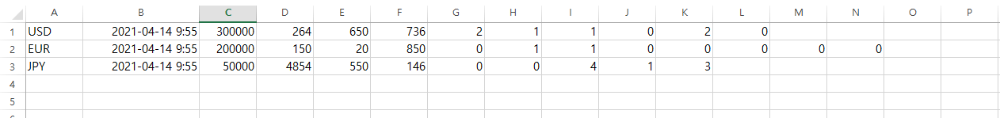 A B C D E F G H I J K L M N O P
1 USD 2021-04-14 9:55 300000 264 650 736 2 1 1 0 2 0
2 EUR 2021-04-14 9:55 200000 150 20 850 0 1 1 0 0 0 0 0
3 JPY 2021-04-14 9:55 50000 4854 550 146 0 0 4 1 3
4
5
6